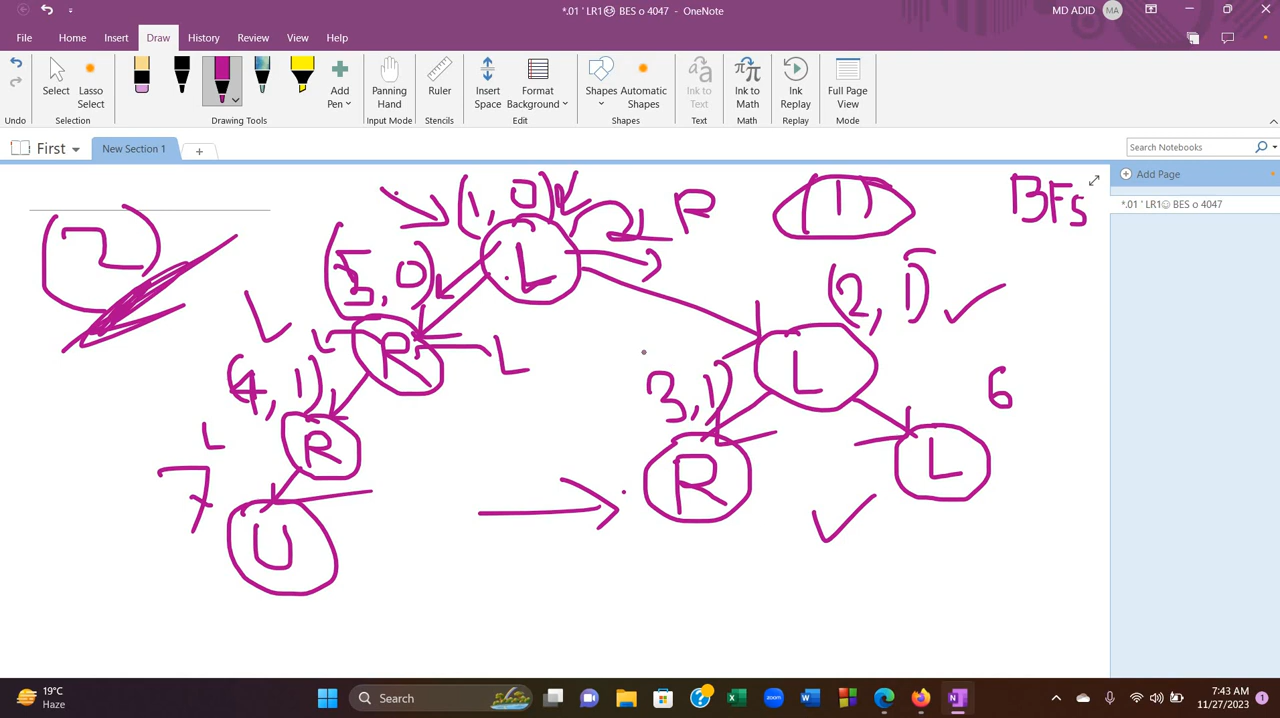 *.01 ' LR1☺ BES o 4047 - OneNote
MD ADID
MA
File Home Insert Draw History Review View Help
Select
Lasso Select
Add Pen
Panning Hand
Ruler
Insert Space
Format Background
Shapes
Automatic Shapes
Ink to Text
Ink to Math
Ink Replay
Full Page View
Undo
Selection
Drawing Tools
Input Mode
Stencils
Edit
Shapes
Text
Math
Replay
Mode
First
New Section 1
Search Notebooks
Add Page
*.01 ' LR1☺ BES o 4047
BFS
(1, 0)
R
1
2
L
(5, 0)
(2, 1)
L
R
L
L
(4, 1)
3, 1)
6
L
R
R
L
7
U
19°C
Haze
Search
zoom
7:43 AM
11/27/2023